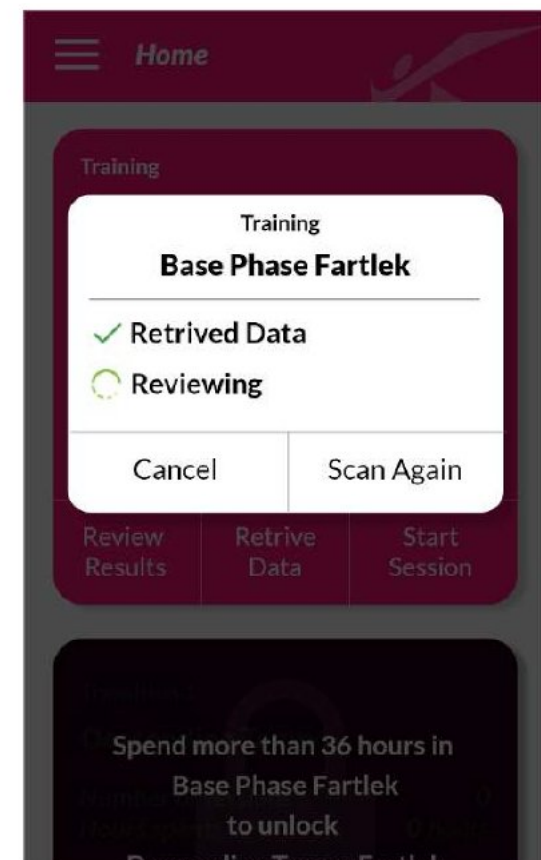 Home
Training
Training
Base Phase Fartlek
Retrived Data
Reviewing
Cancel
Scan Again
Review
Results
Retrive
Data
Start
Session
Spend more than 36 hours in
Base Phase Fartlek
to unlock